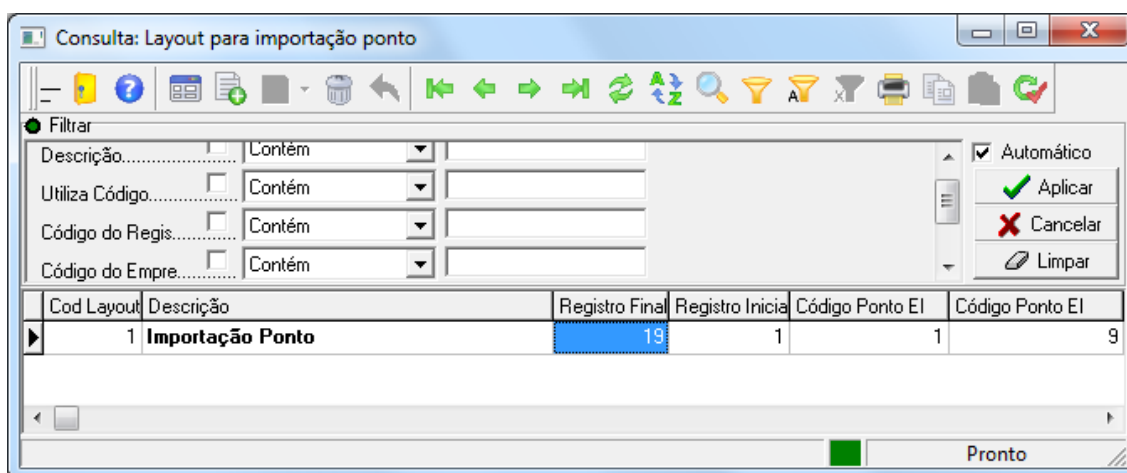 Consulta: Layout para importação ponto
Filtrar
Descrição...................... Contém
Automático
Utiliza Código.................. Contém
Aplicar
Código do Regis............. Contém
Cancelar
Código do Empre............ Contém
Limpar
Cod Layout Descrição Registro Final Registro Inicia Código Ponto El Código Ponto El
1 Importação Ponto 19 1 1 9
Pronto